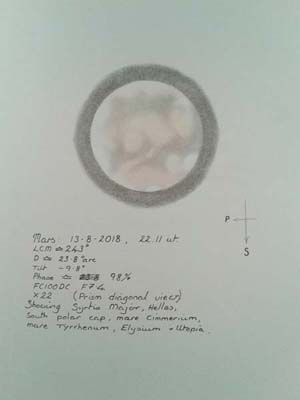 P
S
Mars: 13-8-2018, 22.11 ut
LCM ≈ 243°
D ≈ 23.8" arc
Tilt -9.8°
Phase ≈ 98%
FC100DC F7.4
x 22 (Prism diagonal view)
Showing Syrtis Major, Hellas,
South polar cap, mare Cimmerium,
mare Tyrrhenum, Elysium + Utopia.